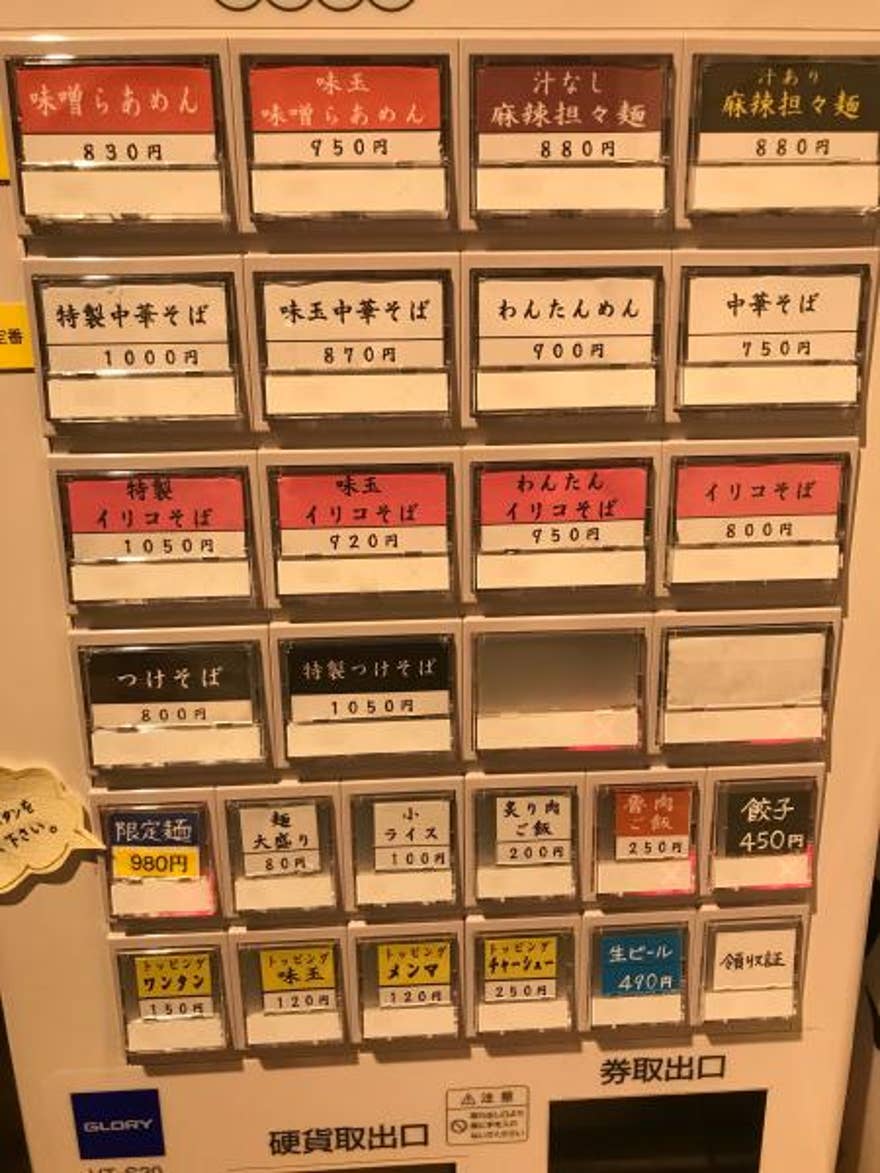 味噌らあめん
830円
味玉
味噌らあめん
950円
汁なし
麻辣担々麺
880円
汁あり
麻辣担々麺
880円
定番
特製中華そば
1000円
味玉中華そば
870円
わんたんめん
900円
中華そば
750円
特製
イリコそば
1050円
味玉
イリコそば
920円
わんたん
イリコそば
950円
イリコそば
800円
つけそば
800円
特製つけそば
1050円
タンを
下さい。
限定麺
980円
麺
大盛り
80円
小
ライス
100円
炙り肉
ご飯
200円
魯肉
ご飯
250円
餃子
450円
トッピング
ワンタン
150円
トッピング
味玉
120円
トッピング
メンマ
120円
トッピング
チャーシュー
250円
生ビール
490円
領収証
券取出口
GLORY
硬貨取出口
注意